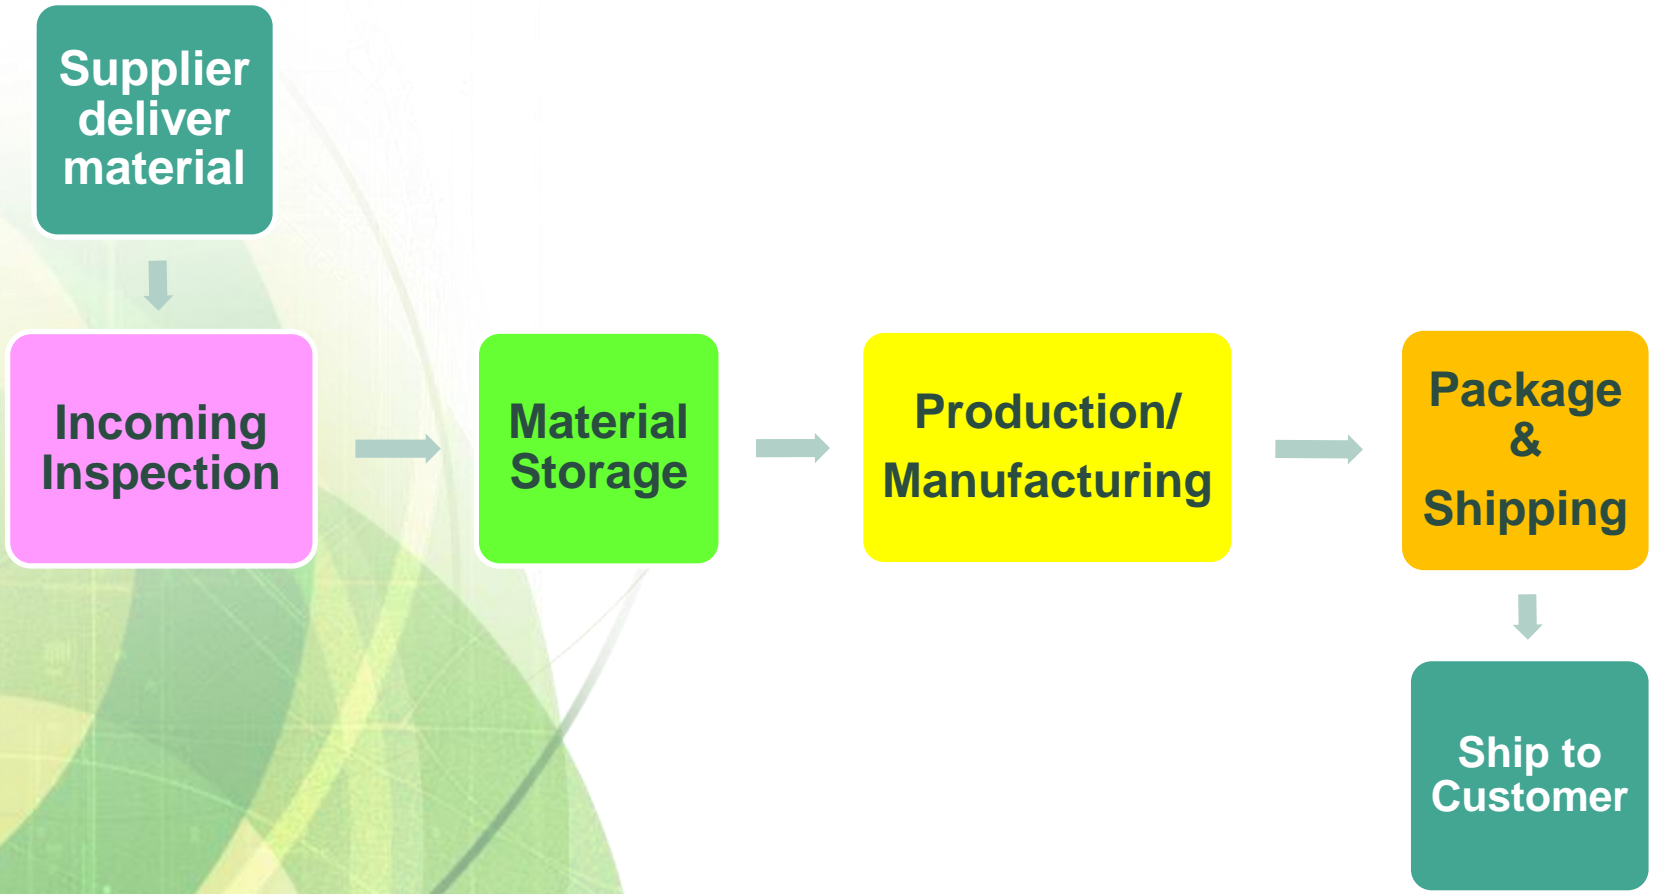 Supplier
deliver
material
Incoming
Inspection
Material
Storage
Production/
Manufacturing
Package
&
Shipping
Ship to
Customer